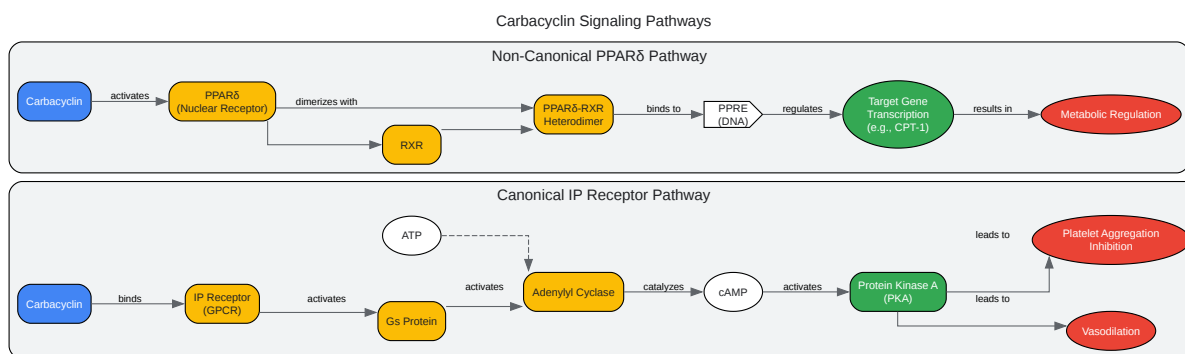 Carbacyclin Signaling Pathways
Non-Canonical PPARδ Pathway
Carbacyclin
activates
PPARδ
(Nuclear Receptor)
dimerizes with
RXR
PPARδ-RXR
Heterodimer
binds to
PPRE
(DNA)
regulates
Target Gene
Transcription
(e.g., CPT-1)
results in
Metabolic Regulation
Canonical IP Receptor Pathway
Carbacyclin
binds
IP Receptor
(GPCR)
activates
Gs Protein
activates
ATP
Adenylyl Cyclase
catalyzes
cAMP
activates
Protein Kinase A
(PKA)
leads to
Platelet Aggregation
Inhibition
leads to
Vasodilation